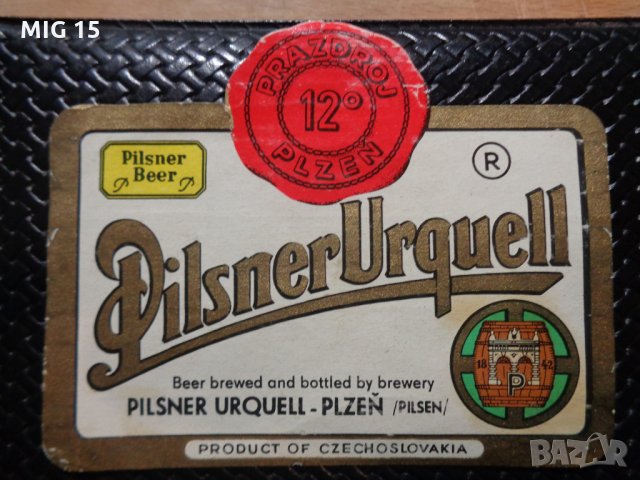 MIG 15
PRAZDROJ
12°
PLZEŇ
Pilsner
Beer
R
Pilsner Urquell
18 42
P
Beer brewed and bottled by brewery
PILSNER URQUELL - PLZEŇ /PILSEN/
PRODUCT OF CZECHOSLOVAKIA
BAZAR